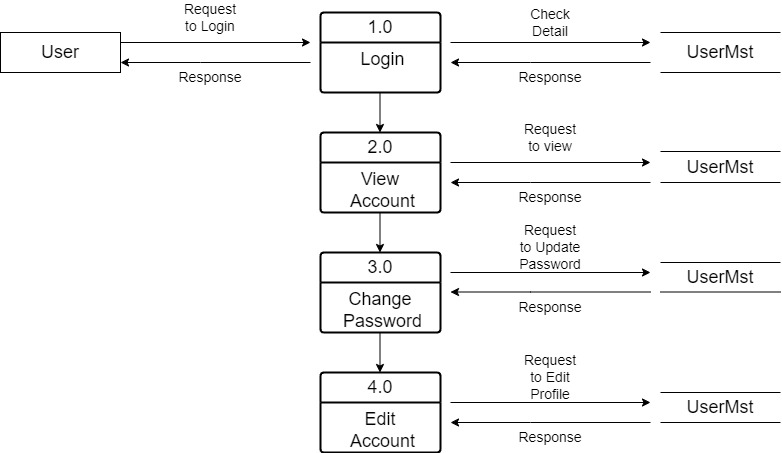 Request
to Login
User
Response
1.0
Login
Check
Detail
UserMst
Response
2.0
View
Account
Request
to view
UserMst
Response
3.0
Change
Password
Request
to Update
Password
UserMst
Response
4.0
Edit
Account
Request
to Edit
Profile
UserMst
Response